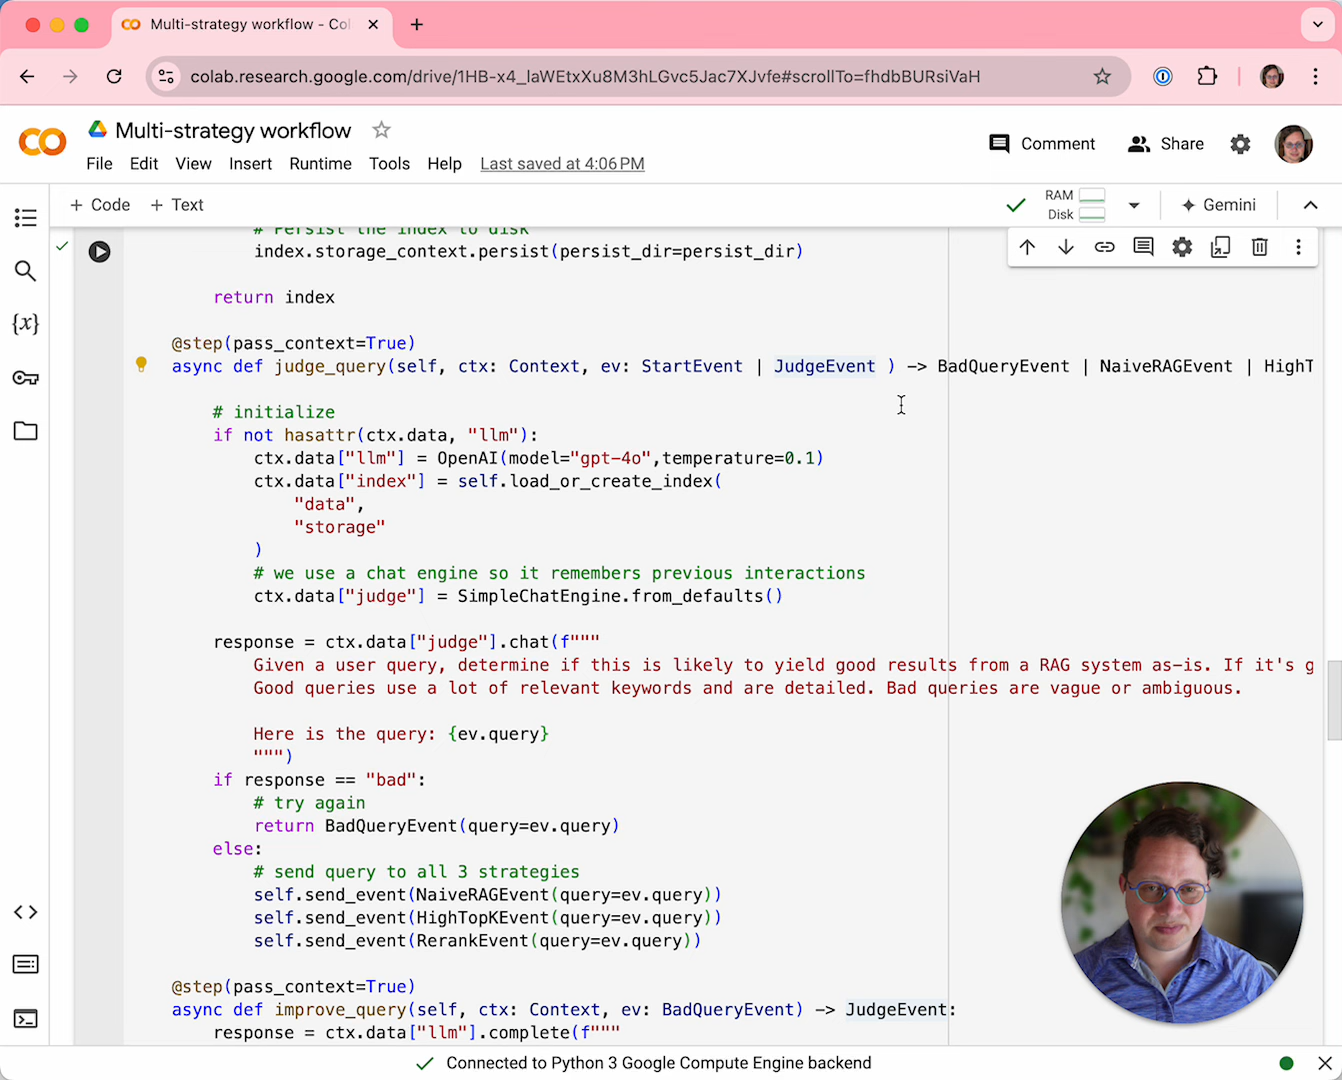 Multi-strategy workflow - Col
colab.research.google.com/drive/1HB-x4_laWEtxXu8M3hLGvc5Jac7XJvfe#scrollTo=fhdbBURsiVaH
Multi-strategy workflow
Comment
Share
File Edit View Insert Runtime Tools Help Last saved at 4:06 PM
+ Code + Text
RAM
Disk
Gemini
# Persist the index to disk
index.storage_context.persist(persist_dir=persist_dir)
return index
@step(pass_context=True)
async def judge_query(self, ctx: Context, ev: StartEvent | JudgeEvent ) -> BadQueryEvent | NaiveRAGEvent | HighT
# initialize
if not hasattr(ctx.data, "llm"):
ctx.data["llm"] = OpenAI(model="gpt-4o",temperature=0.1)
ctx.data["index"] = self.load_or_create_index(
"data",
"storage"
)
# we use a chat engine so it remembers previous interactions
ctx.data["judge"] = SimpleChatEngine.from_defaults()
response = ctx.data["judge"].chat(f"""
Given a user query, determine if this is likely to yield good results from a RAG system as-is. If it's g
Good queries use a lot of relevant keywords and are detailed. Bad queries are vague or ambiguous.
Here is the query: {ev.query}
""")
if response == "bad":
# try again
return BadQueryEvent(query=ev.query)
else:
# send query to all 3 strategies
self.send_event(NaiveRAGEvent(query=ev.query))
self.send_event(HighTopKEvent(query=ev.query))
self.send_event(RerankEvent(query=ev.query))
@step(pass_context=True)
async def improve_query(self, ctx: Context, ev: BadQueryEvent) -> JudgeEvent:
response = ctx.data["llm"].complete(f"""
Connected to Python 3 Google Compute Engine backend